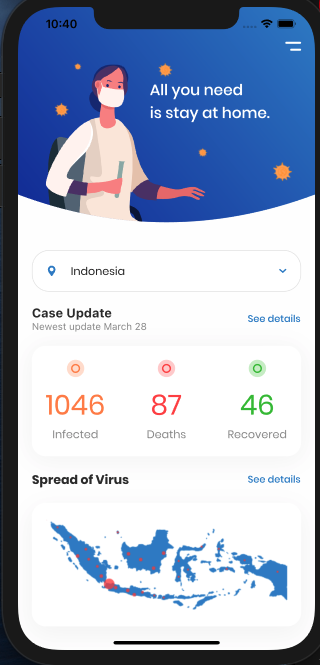 10:40
All you need
is stay at home.
Indonesia
Case Update
Newest update March 28
See details
1046
87
46
Infected
Deaths
Recovered
Spread of Virus
See details